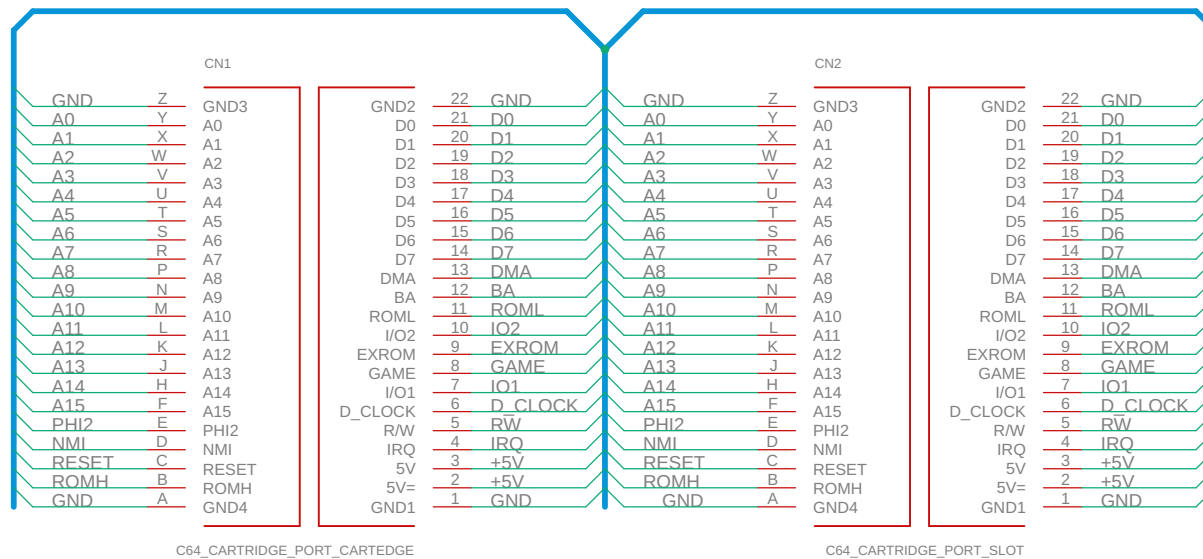 CN1 CN2
GND Z GND3 GND2 22 GND GND Z GND3 GND2 22 GND
A0 Y A0 D0 21 D0 A0 Y A0 D0 21 D0
A1 X A1 D1 20 D1 A1 X A1 D1 20 D1
A2 W A2 D2 19 D2 A2 W A2 D2 19 D2
A3 V A3 D3 18 D3 A3 V A3 D3 18 D3
A4 U A4 D4 17 D4 A4 U A4 D4 17 D4
A5 T A5 D5 16 D5 A5 T A5 D5 16 D5
A6 S A6 D6 15 D6 A6 S A6 D6 15 D6
A7 R A7 D7 14 D7 A7 R A7 D7 14 D7
A8 P A8 DMA 13 DMA A8 P A8 DMA 13 DMA
A9 N A9 BA 12 BA A9 N A9 BA 12 BA
A10 M A10 ROML 11 ROML A10 M A10 ROML 11 ROML
A11 L A11 I/O2 10 IO2 A11 L A11 I/O2 10 IO2
A12 K A12 EXROM 9 EXROM A12 K A12 EXROM 9 EXROM
A13 J A13 GAME 8 GAME A13 J A13 GAME 8 GAME
A14 H A14 I/O1 7 IO1 A14 H A14 I/O1 7 IO1
A15 F A15 D_CLOCK 6 D_CLOCK A15 F A15 D_CLOCK 6 D_CLOCK
PHI2 E PHI2 R/W 5 RW PHI2 E PHI2 R/W 5 RW
NMI D NMI IRQ 4 IRQ NMI D NMI IRQ 4 IRQ
RESET C RESET 5V 3 +5V RESET C RESET 5V 3 +5V
ROMH B ROMH 5V= 2 +5V ROMH B ROMH 5V= 2 +5V
GND A GND4 GND1 1 GND GND A GND4 GND1 1 GND
C64_CARTRIDGE_PORT_CARTEDGE C64_CARTRIDGE_PORT_SLOT